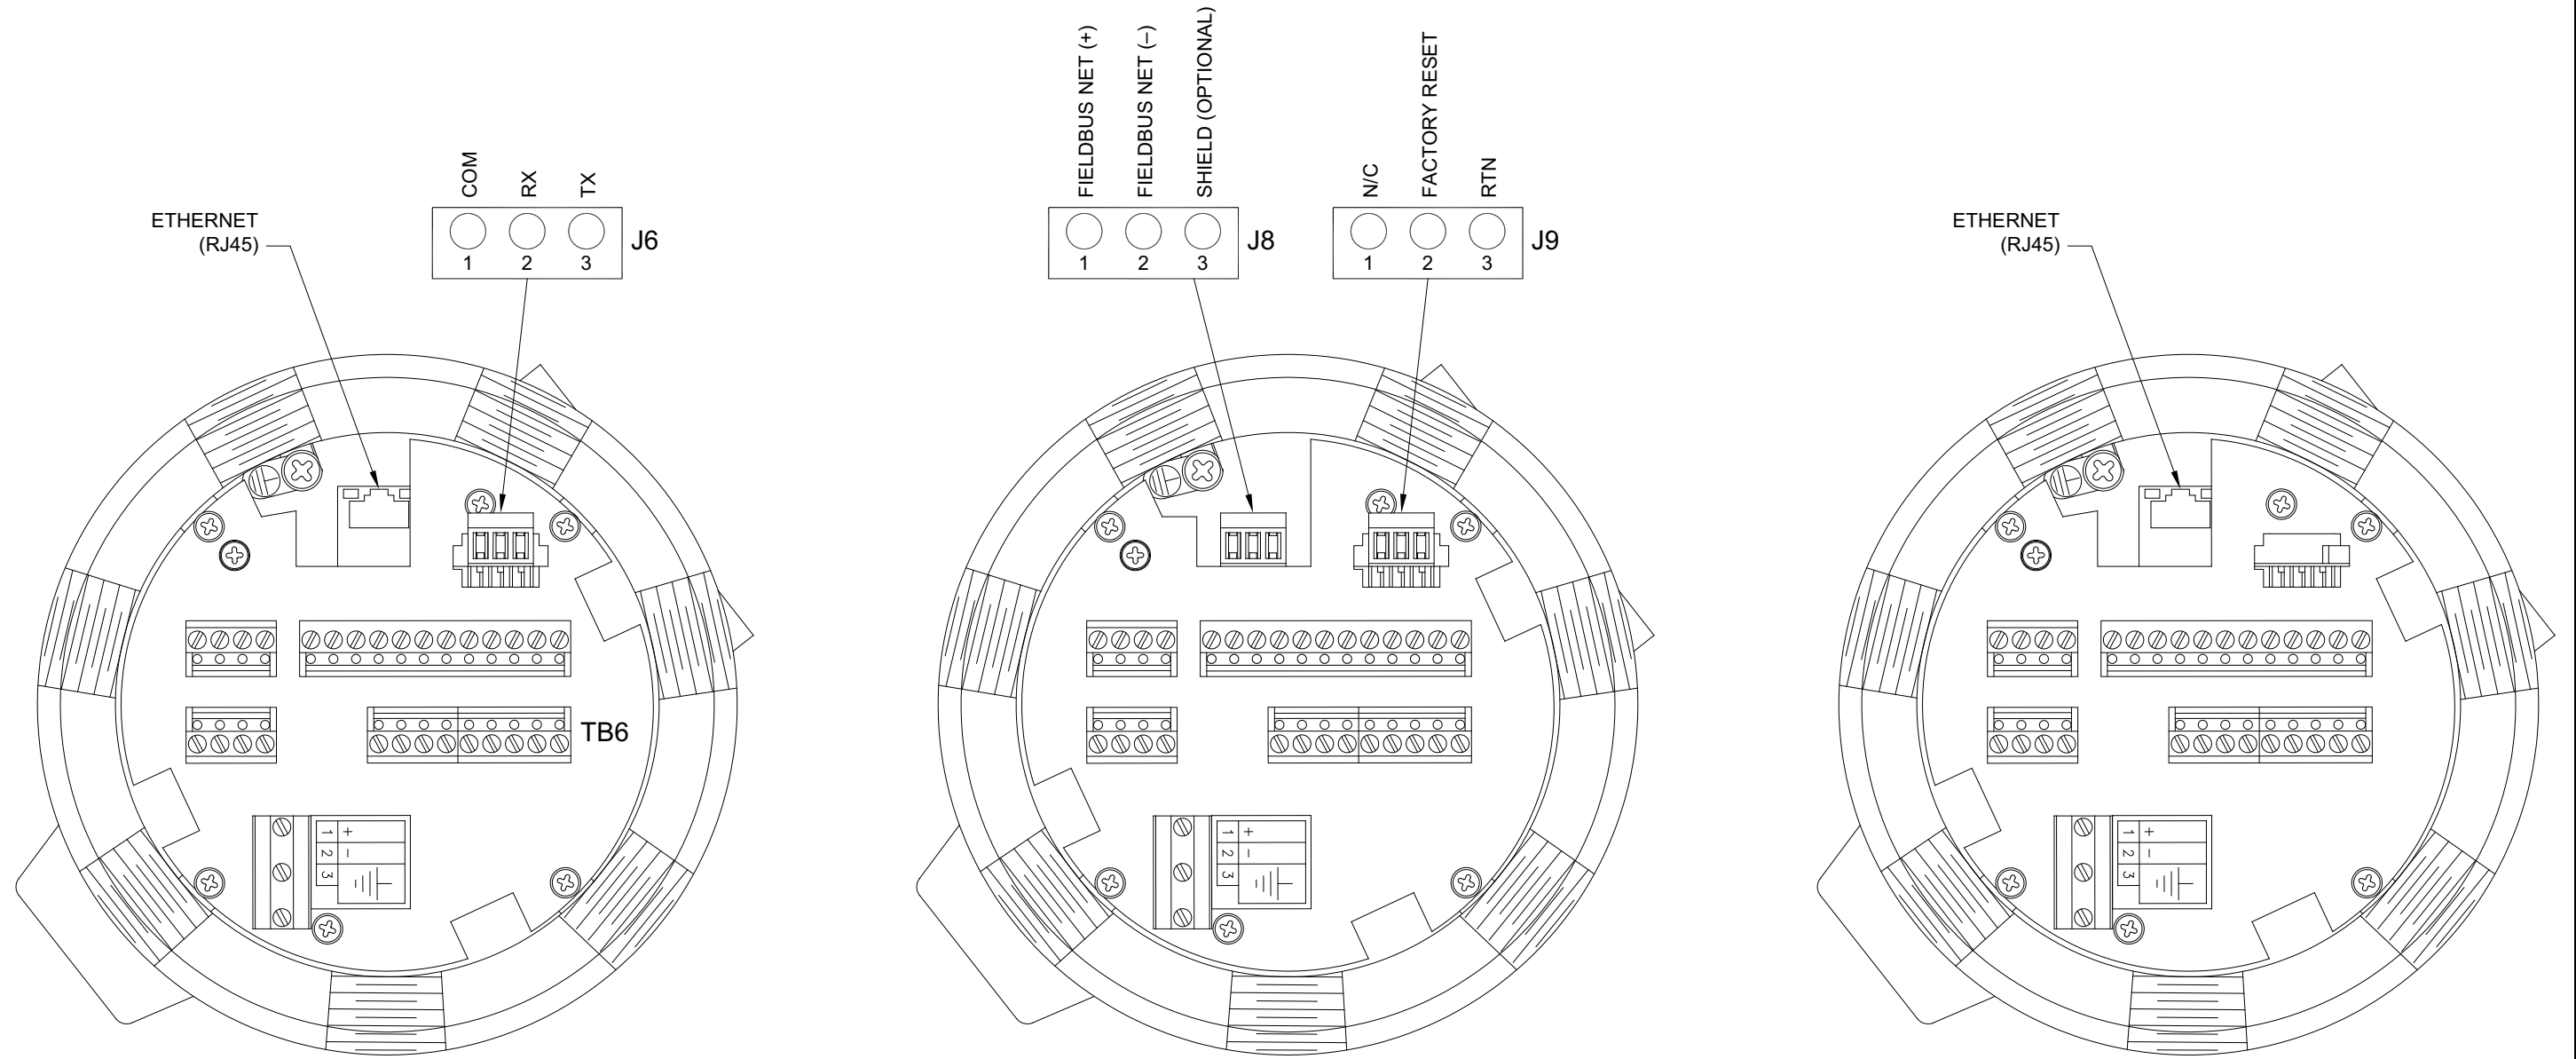 ETHERNET
(RJ45)
COM
RX
TX
1 2 3
J6
TB6
1 +
2 –
3
FIELDBUS NET (+)
FIELDBUS NET (–)
SHIELD (OPTIONAL)
1 2 3
J8
N/C
FACTORY RESET
RTN
1 2 3
J9
1 +
2 –
3
ETHERNET
(RJ45)
1 +
2 –
3